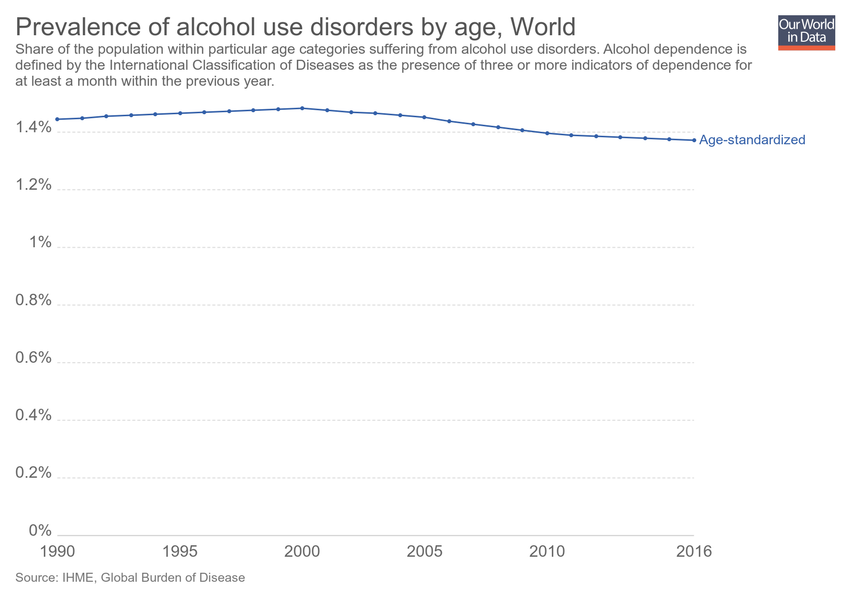 Prevalence of alcohol use disorders by age, World
Our World
in Data
Share of the population within particular age categories suffering from alcohol use disorders. Alcohol dependence is
defined by the International Classification of Diseases as the presence of three or more indicators of dependence for
at least a month within the previous year.
1.4%
Age-standardized
1.2%
1%
0.8%
0.6%
0.4%
0.2%
0%
1990 1995 2000 2005 2010 2016
Source: IHME, Global Burden of Disease